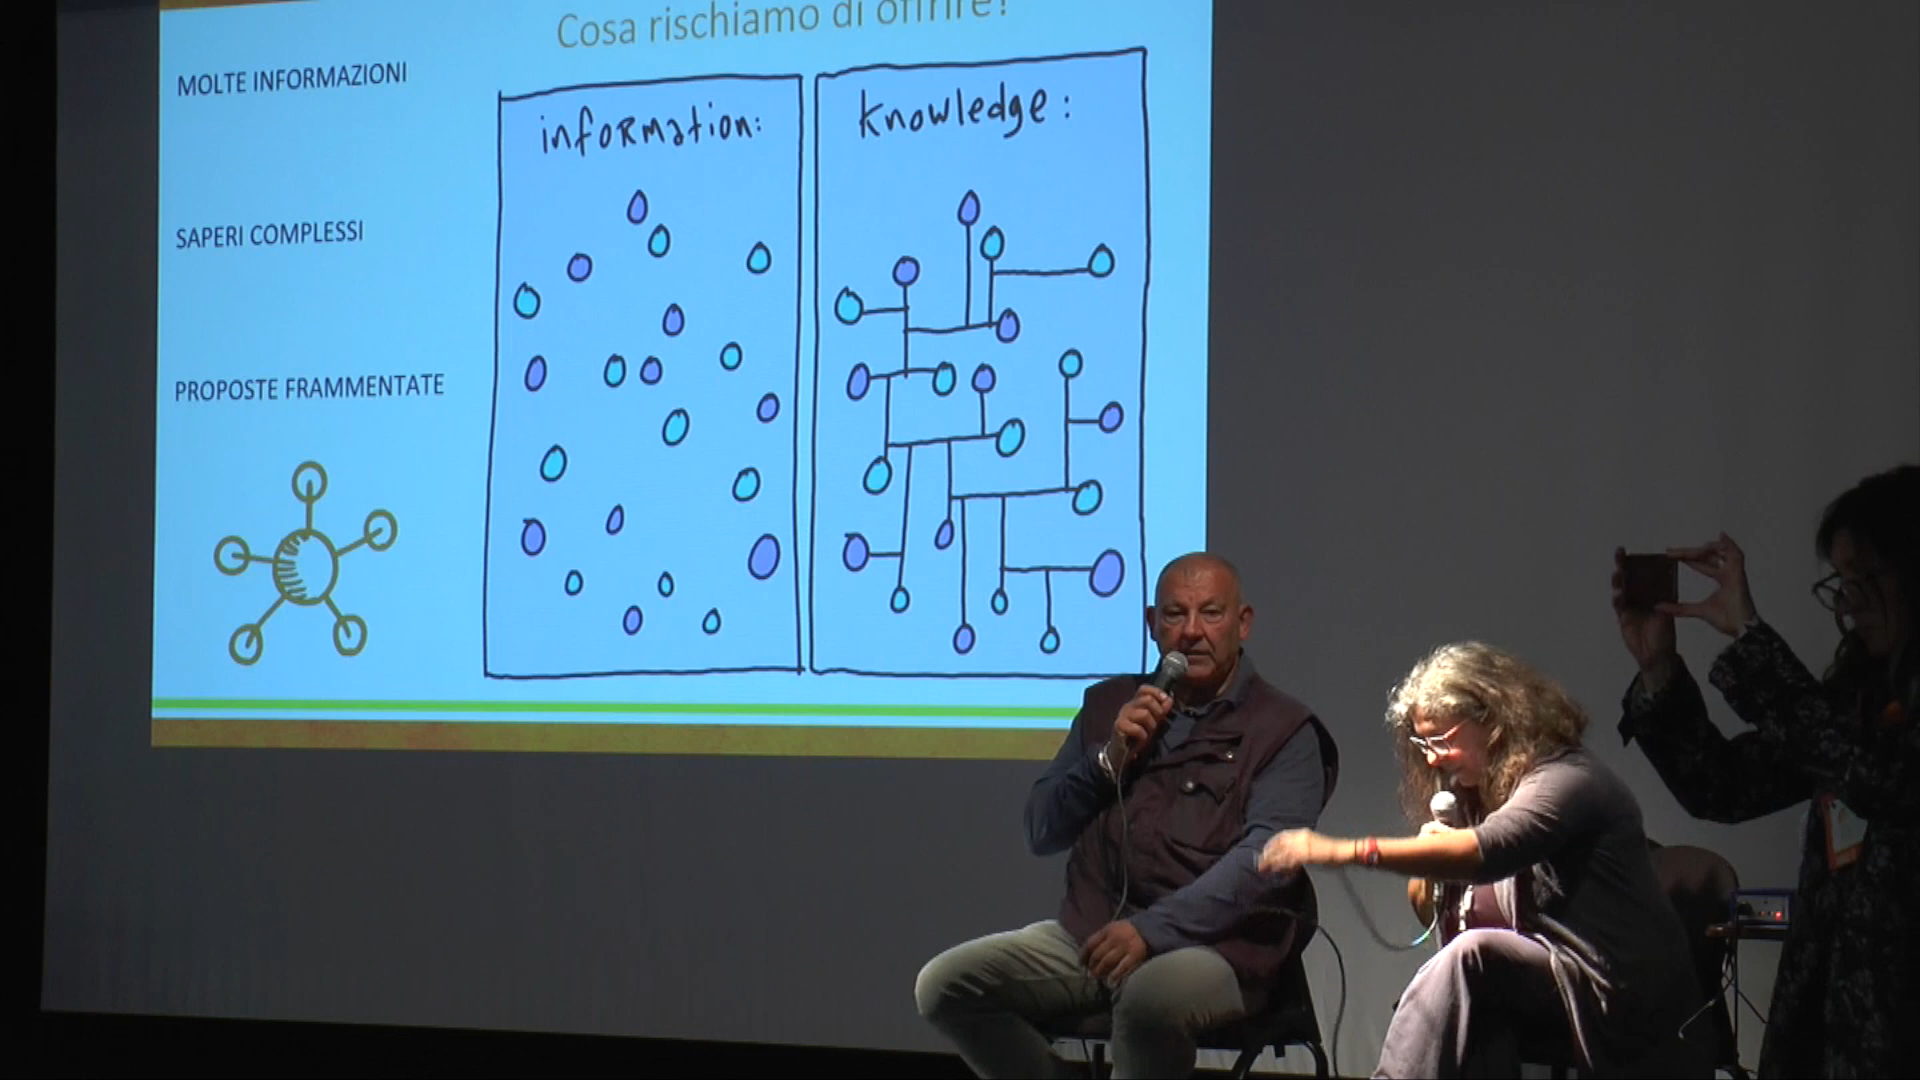 Cosa rischiamo di offrire?
MOLTE INFORMAZIONI
SAPERI COMPLESSI
PROPOSTE FRAMMENTATE
information:
knowledge: